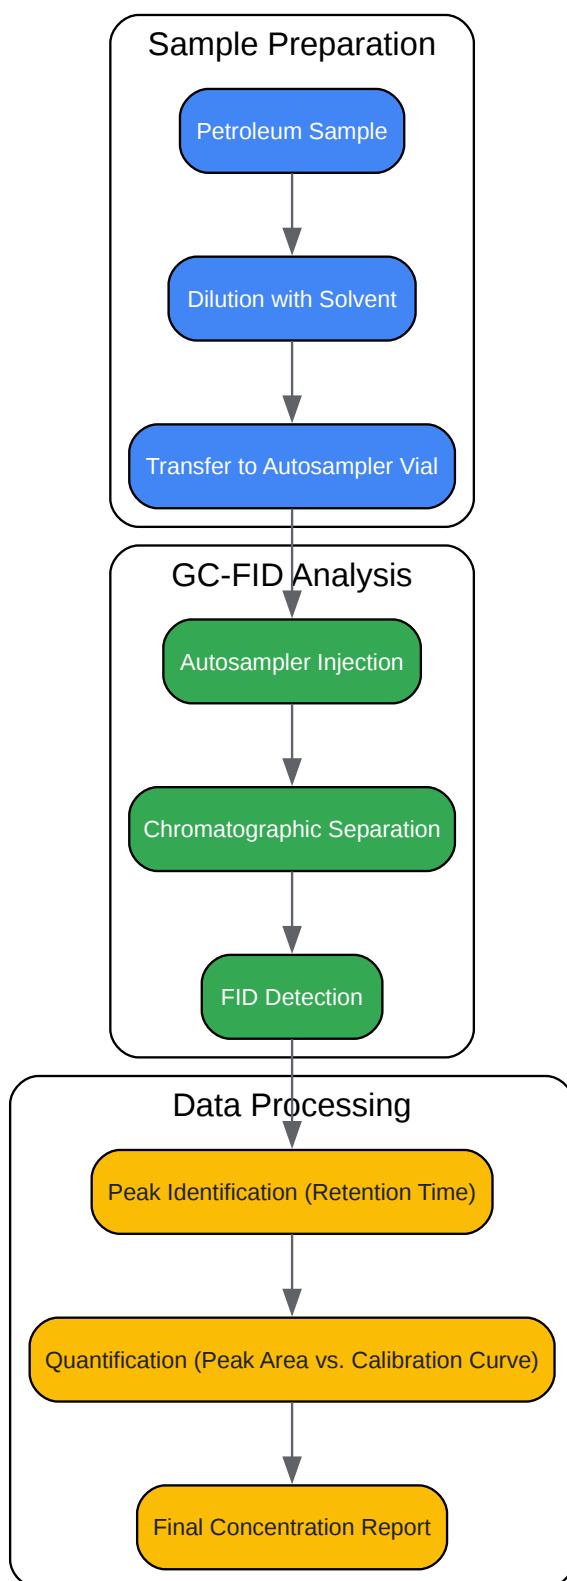 Sample Preparation
Petroleum Sample
Dilution with Solvent
Transfer to Autosampler Vial
GC-FID Analysis
Autosampler Injection
Chromatographic Separation
FID Detection
Data Processing
Peak Identification (Retention Time)
Quantification (Peak Area vs. Calibration Curve)
Final Concentration Report